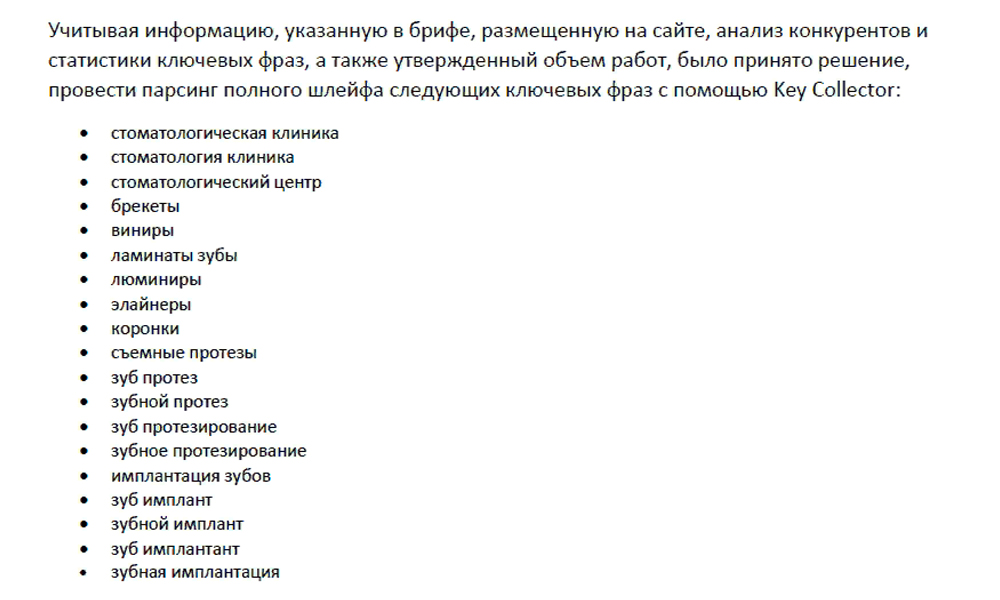 Учитывая информацию, указанную в брифе, размещенную на сайте, анализ конкурентов и
статистики ключевых фраз, а также утвержденный объем работ, было принято решение,
провести парсинг полного шлейфа следующих ключевых фраз с помощью Key Collector:
• стоматологическая клиника
• стоматология клиника
• стоматологический центр
• брекеты
• виниры
• ламинаты зубы
• люминиры
• элайнеры
• коронки
• съемные протезы
• зуб протез
• зубной протез
• зуб протезирование
• зубное протезирование
• имплантация зубов
• зуб имплант
• зубной имплант
• зуб имплантант
• зубная имплантация